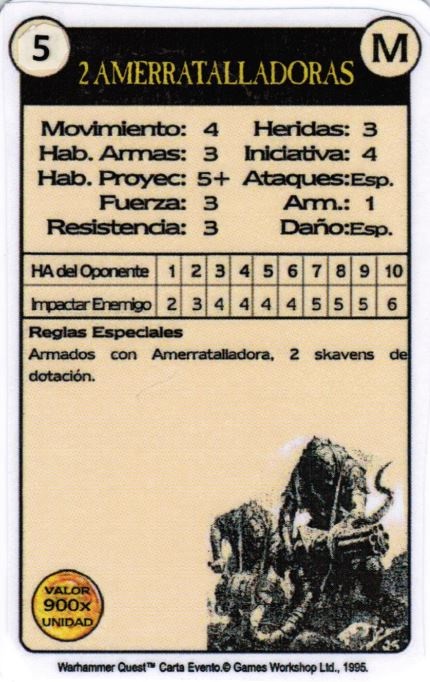 5
M
2 AMERRATALLADORAS
Movimiento: 4 Heridas: 3
Hab. Armas: 3 Iniciativa: 4
Hab. Proyec: 5+ Ataques:Esp.
Fuerza: 3 Arm.: 1
Resistencia: 3 Daño:Esp.
HA del Oponente 1 2 3 4 5 6 7 8 9 10
Impactar Enemigo 2 3 4 4 4 4 5 5 5 6
Reglas Especiales
Armados con Amerratalladora, 2 skavens de
dotación.
VALOR
900x
UNIDAD
Warhammer Quest™ Carta Evento.© Games Workshop Ltd., 1995.